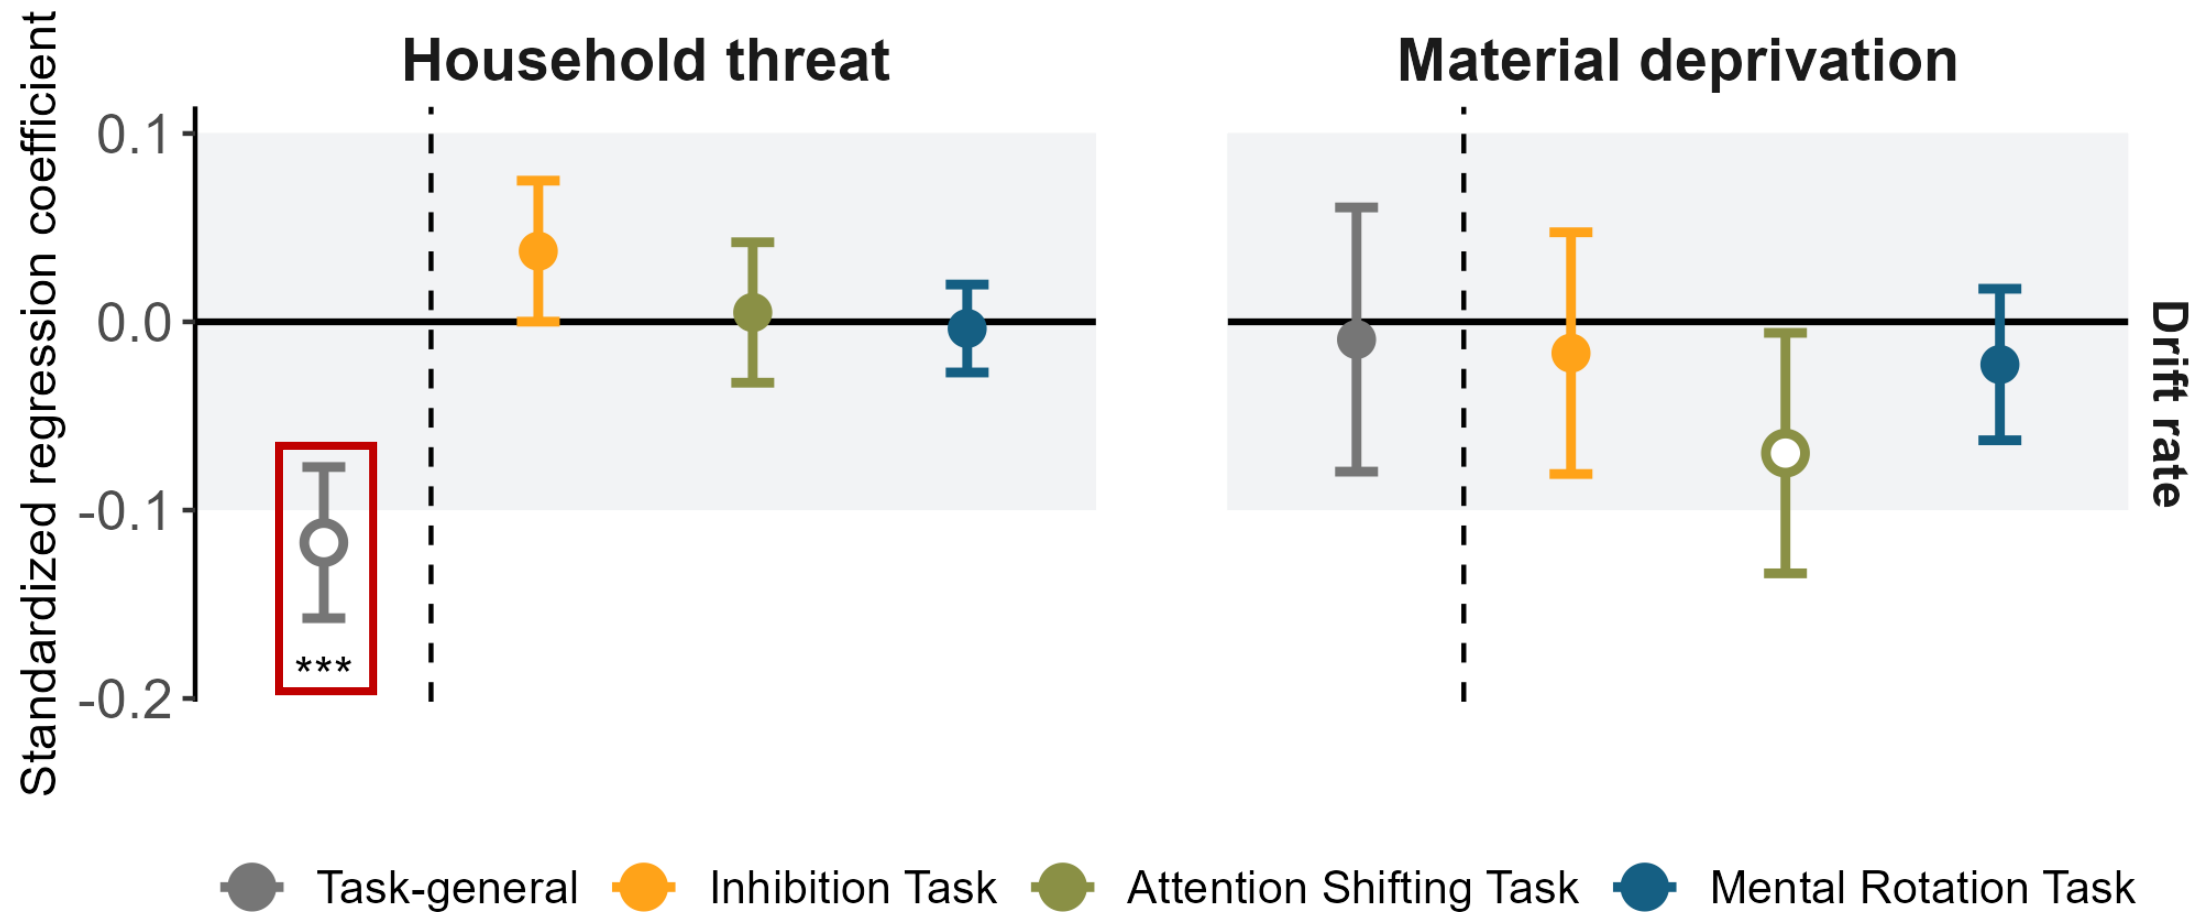 Household threat
Material deprivation
Standardized regression coefficient
0.1
0.0
-0.1
-0.2
***
Drift rate
Task-general
Inhibition Task
Attention Shifting Task
Mental Rotation Task